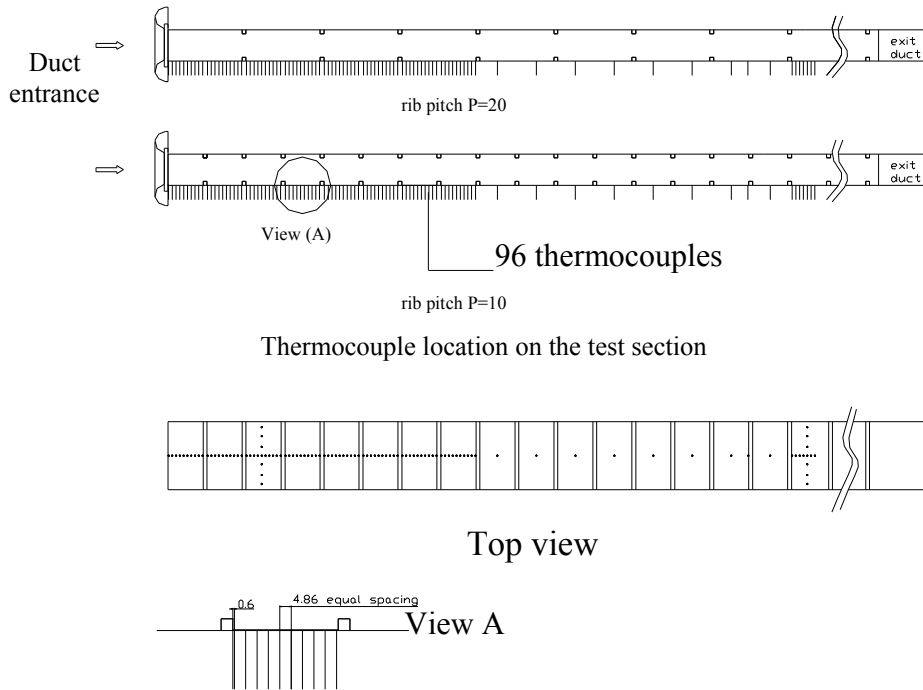 Duct
entrance
exit
duct
rib pitch P=20
exit
duct
View (A)
96 thermocouples
rib pitch P=10
Thermocouple location on the test section
Top view
0.6
4.86 equal spacing
View A